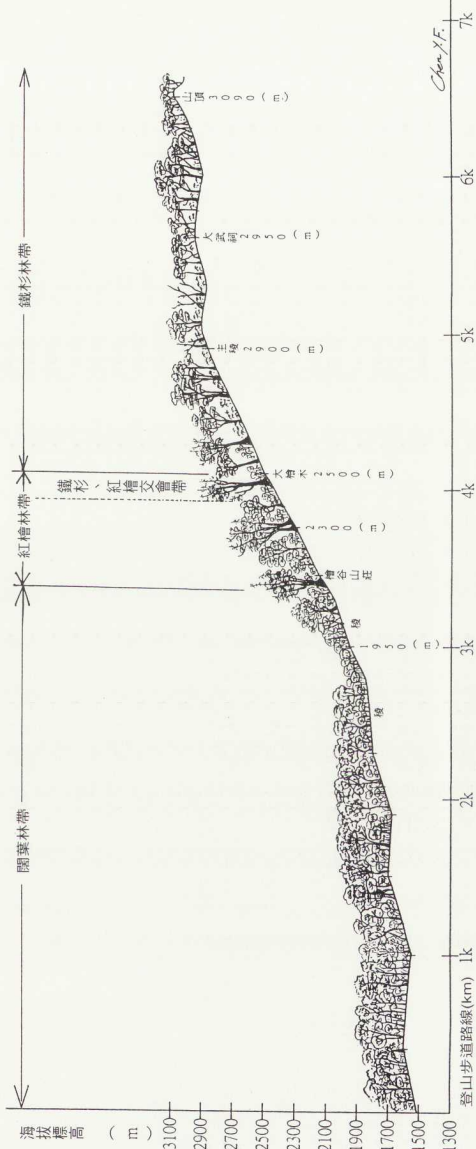 海拔標高 (m)
3100
2900
2700
2500
2300
2100
1900
1700
1500
1300
闊葉林帶
紅檜林帶
鐵杉林帶
鐵杉、紅檜交會帶
稜
1950(m)
稜
檜谷山莊
2300(m)
大檜木2500(m)
主稜2900(m)
大武祠2950(m)
山頂3090(m)
Chen Y.F.
登山步道路線(km)
1k
2k
3k
4k
5k
6k
7k